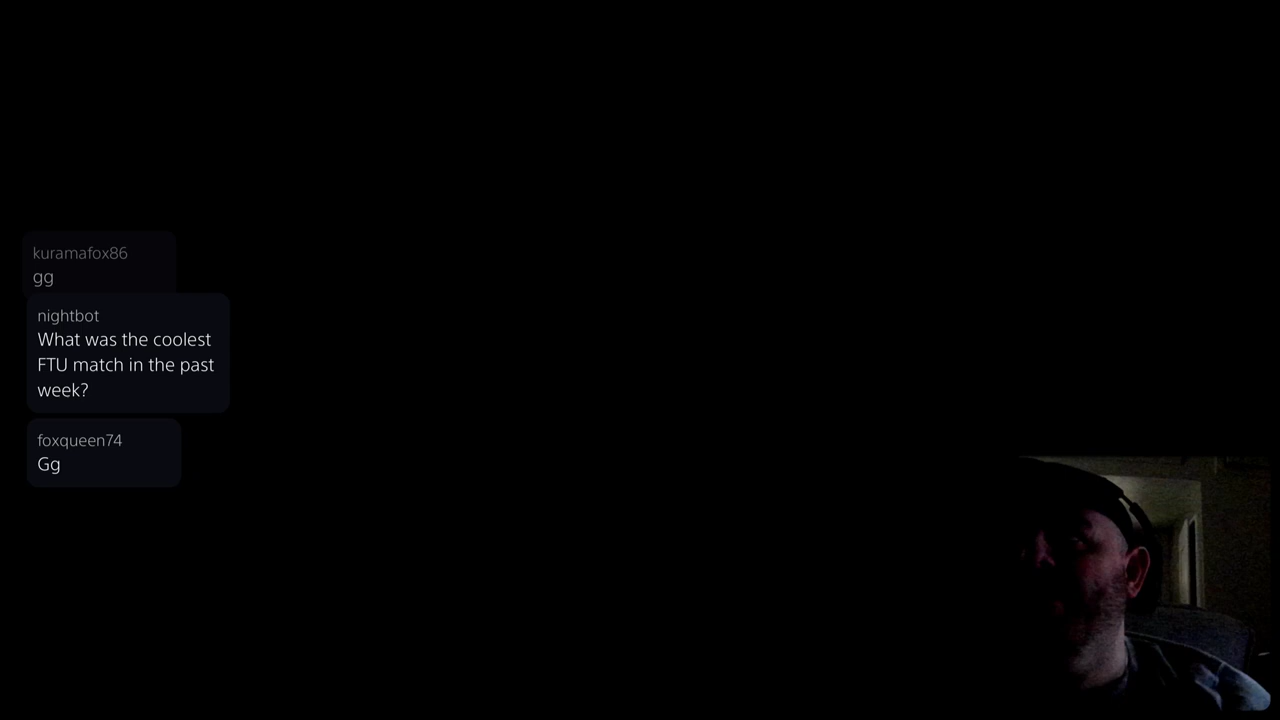 kuramafox86
gg
nightbot
What was the coolest
FTU match in the past
week?
foxqueen74
Gg